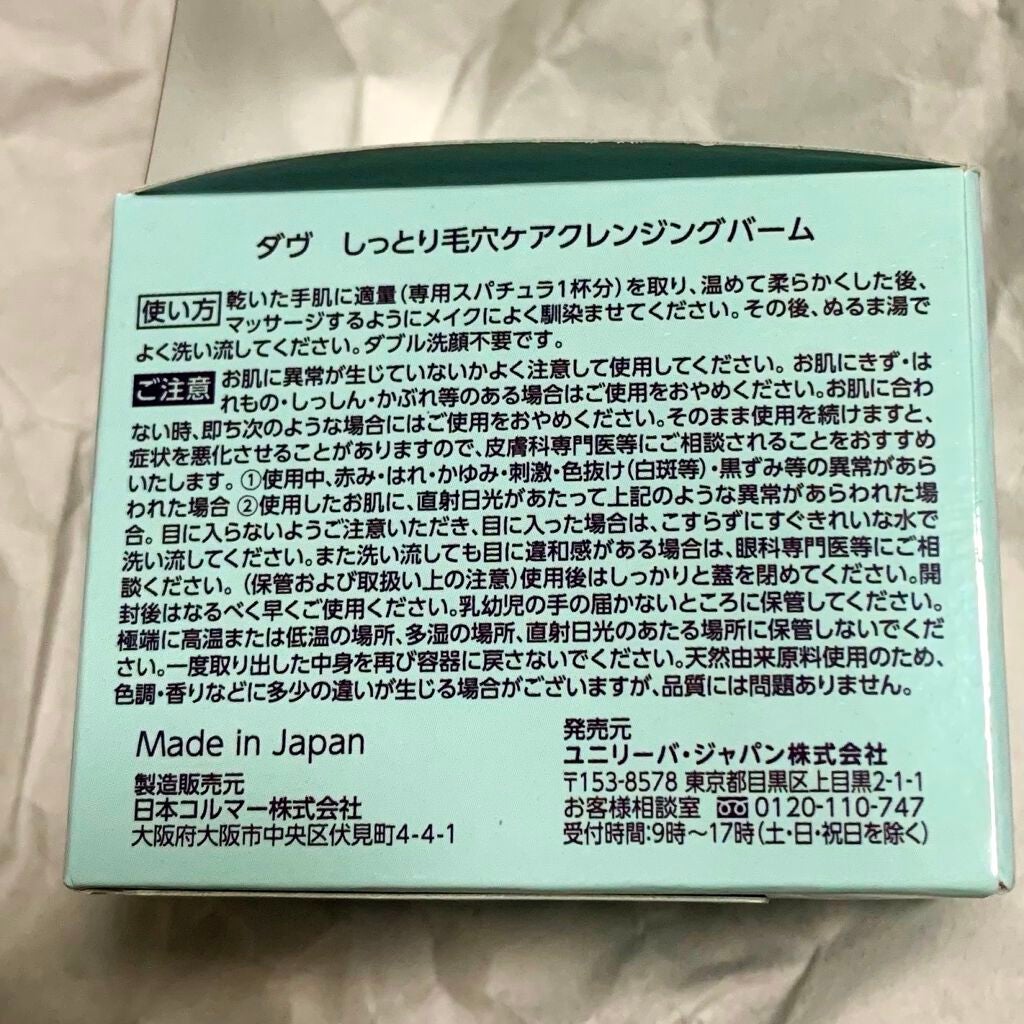 ダヴ しっとり毛穴ケアクレンジングバーム
使い方 乾いた手肌に適量(専用スパチュラ1杯分)を取り、温めて柔らかくした後、
マッサージするようにメイクによく馴染ませてください。その後、ぬるま湯で
よく洗い流してください。ダブル洗顔不要です。
ご注意 お肌に異常が生じていないかよく注意して使用してください。お肌にきず・は
れもの・しっしん・かぶれ等のある場合はご使用をおやめください。お肌に合わ
ない時、即ち次のような場合にはご使用をおやめください。そのまま使用を続けますと、
症状を悪化させることがありますので、皮膚科専門医等にご相談されることをおすすめ
いたします。①使用中、赤み・はれ・かゆみ・刺激・色抜け(白斑等)・黒ずみ等の異常があら
われた場合 ②使用したお肌に、直射日光があたって上記のような異常があらわれた場
合。目に入らないようご注意いただき、目に入った場合は、こすらずにすぐきれいな水で
洗い流してください。また洗い流しても目に違和感がある場合は、眼科専門医等にご相
談ください。(保管および取扱い上の注意)使用後はしっかりと蓋を閉めてください。開
封後はなるべく早くご使用ください。乳幼児の手の届かないところに保管してください。
極端に高温または低温の場所、多湿の場所、直射日光のあたる場所に保管しないでくだ
さい。一度取り出した中身を再び容器に戻さないでください。天然由来原料使用のため、
色調・香りなどに多少の違いが生じる場合がございますが、品質には問題ありません。
Made in Japan
製造販売元
日本コルマー株式会社
大阪府大阪市中央区伏見町4-4-1
発売元
ユニリーバ・ジャパン株式会社
〒153-8578 東京都目黒区上目黒2-1-1
お客様相談室 0120-110-747
受付時間:9時～17時(土・日・祝日を除く)